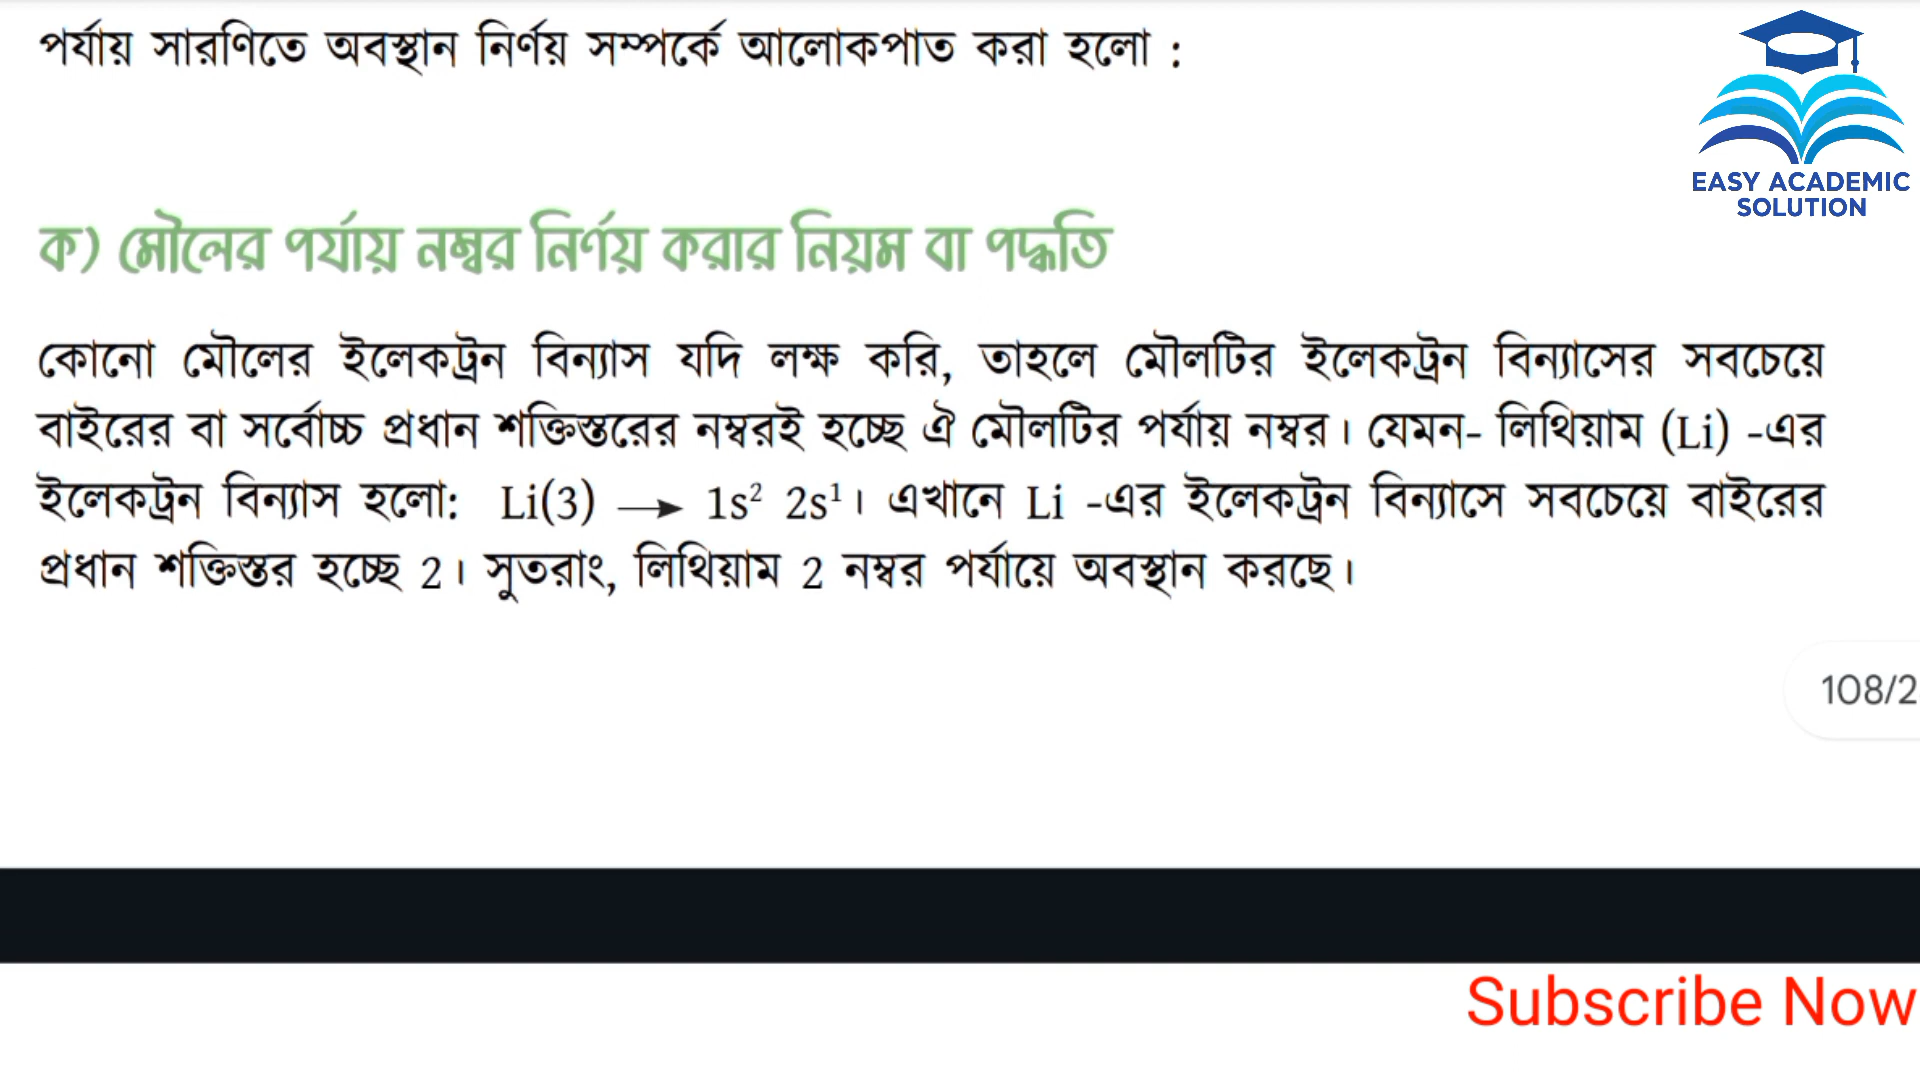 পর্যায় সারণিতে অবস্থান নির্ণয় সম্পর্কে আলোকপাত করা হলো :
EASY ACADEMIC
SOLUTION
ক) মৌলের পর্যায় নম্বর নির্ণয় করার নিয়ম বা পদ্ধতি
কোনো মৌলের ইলেকট্রন বিন্যাস যদি লক্ষ করি, তাহলে মৌলটির ইলেকট্রন বিন্যাসের সবচেয়ে
বাইরের বা সর্বোচ্চ প্রধান শক্তিস্তরের নম্বরই হচ্ছে ঐ মৌলটির পর্যায় নম্বর। যেমন- লিথিয়াম (Li) -এর
ইলেকট্রন বিন্যাস হলো: Li(3) → 1s² 2s¹। এখানে Li -এর ইলেকট্রন বিন্যাসে সবচেয়ে বাইরের
প্রধান শক্তিস্তর হচ্ছে 2। সুতরাং, লিথিয়াম 2 নম্বর পর্যায়ে অবস্থান করছে।
108/2
Subscribe Now